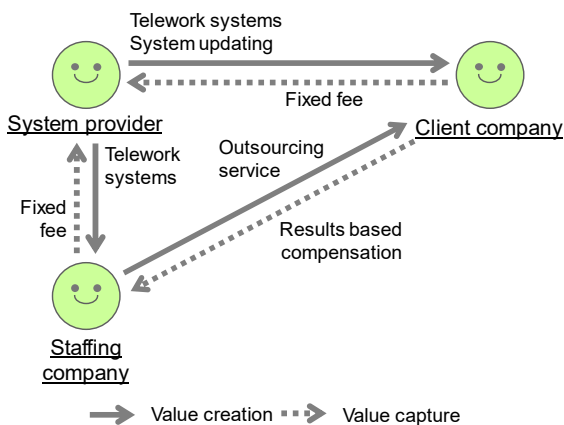 Telework systems
System updating
Fixed fee
System provider
Client company
Telework
systems
Outsourcing
service
Fixed
fee
Results based
compensation
Staffing
company
Value creation
Value capture